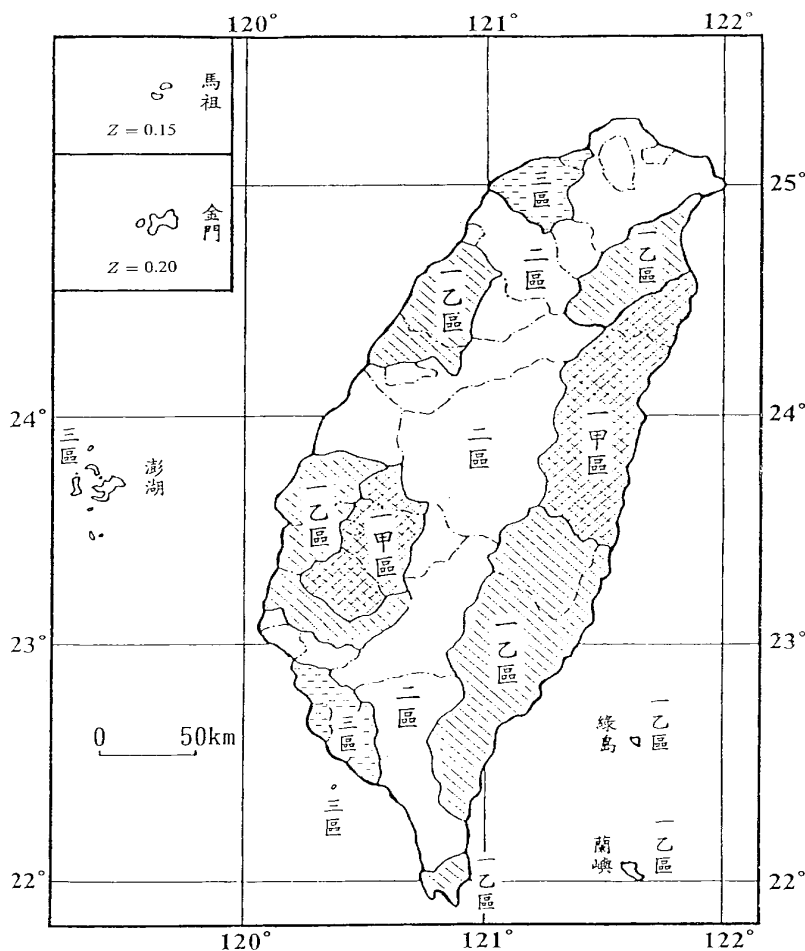 120°
121°
122°
馬祖
Z = 0.15
金門
Z = 0.20
三區
25°
25°
二區
一乙區
一乙區
24°
24°
一甲區
二區
三區
澎湖
一乙區
一甲區
23°
23°
一乙區
二區
三區
0 50km
綠島
一乙區
三區
蘭嶼
一乙區
一乙區
22°
22°
120°
121°
122°